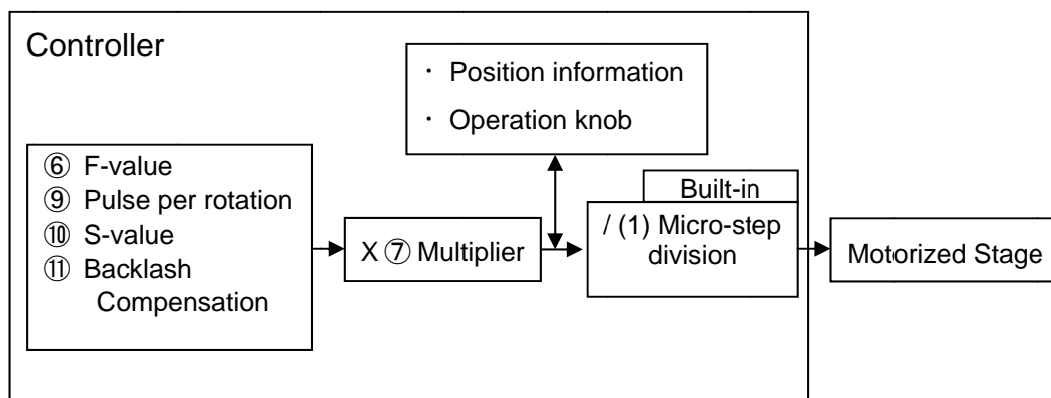 Controller
・ Position information
・ Operation knob
⑥ F-value
⑨ Pulse per rotation
⑩ S-value
⑪ Backlash
Compensation
X ⑦ Multiplier
Built-in
/ (1) Micro-step
division
Motorized Stage